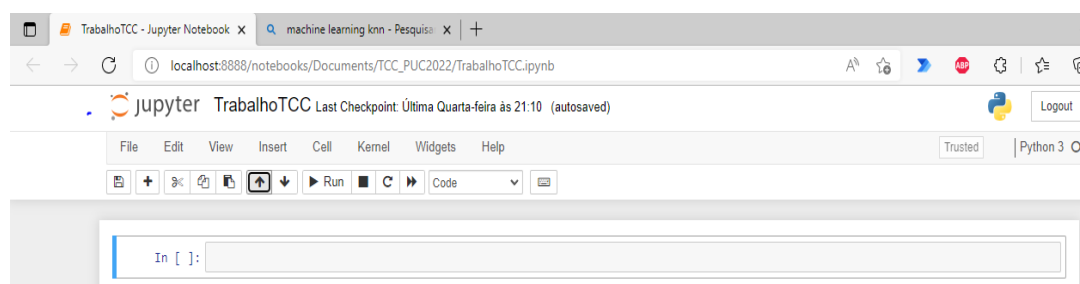 TrabalhoTCC - Jupyter Notebook machine learning knn - Pesquisa
localhost:8888/notebooks/Documents/TCC_PUC2022/TrabalhoTCC.ipynb A ABP
jupyter TrabalhoTCC Last Checkpoint: Última Quarta-feira às 21:10 (autosaved) Logout
File Edit View Insert Cell Kernel Widgets Help Trusted Python 3
Run Code
In [ ]: